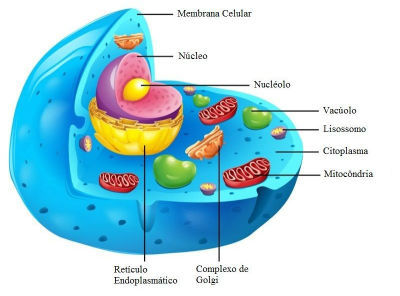 Membrana Celular
Núcleo
Nucléolo
Vacúolo
Lisossomo
Citoplasma
Mitocôndria
Retículo
Endoplasmático
Complexo de
Golgi